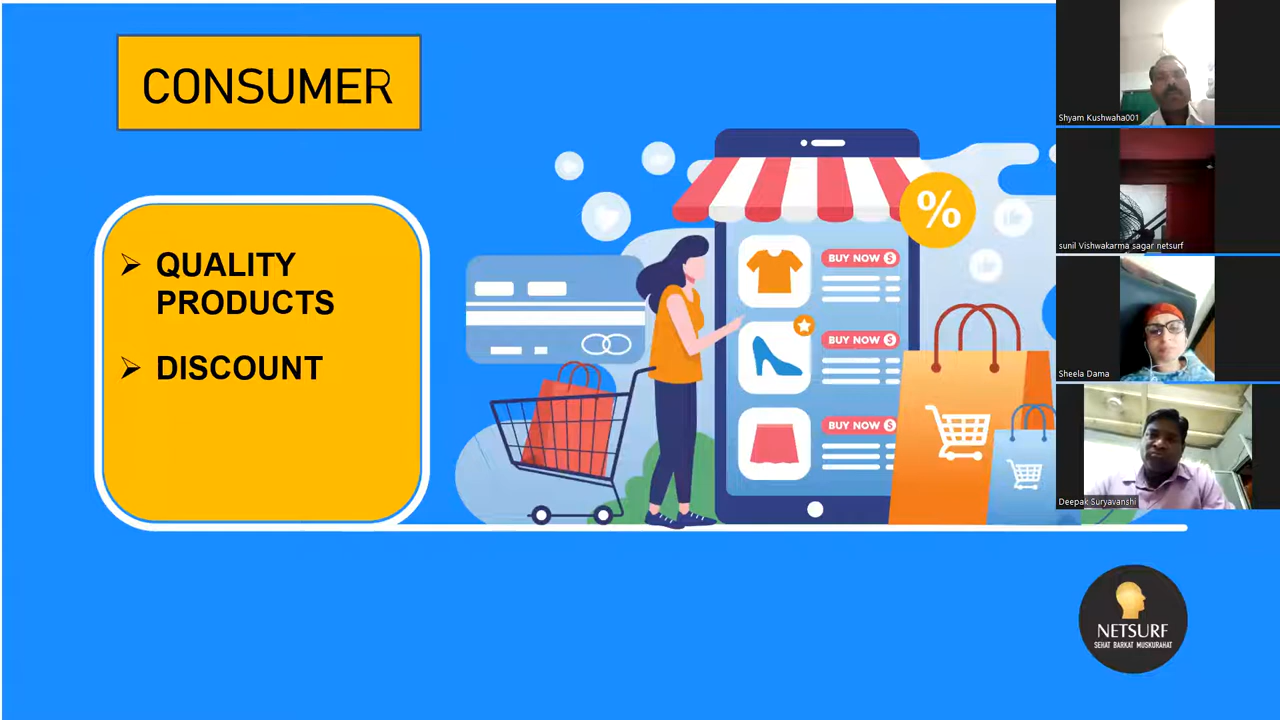 CONSUMER
QUALITY
PRODUCTS
DISCOUNT
%
BUY NOW $
BUY NOW $
BUY NOW $
Shyam Kushwaha001
sunil Vishwakarma sagar netsurf
Sheela Dama
Deepak Suryavanshi
NETSURF
SEHAT BARKAT MUSKURAHAT